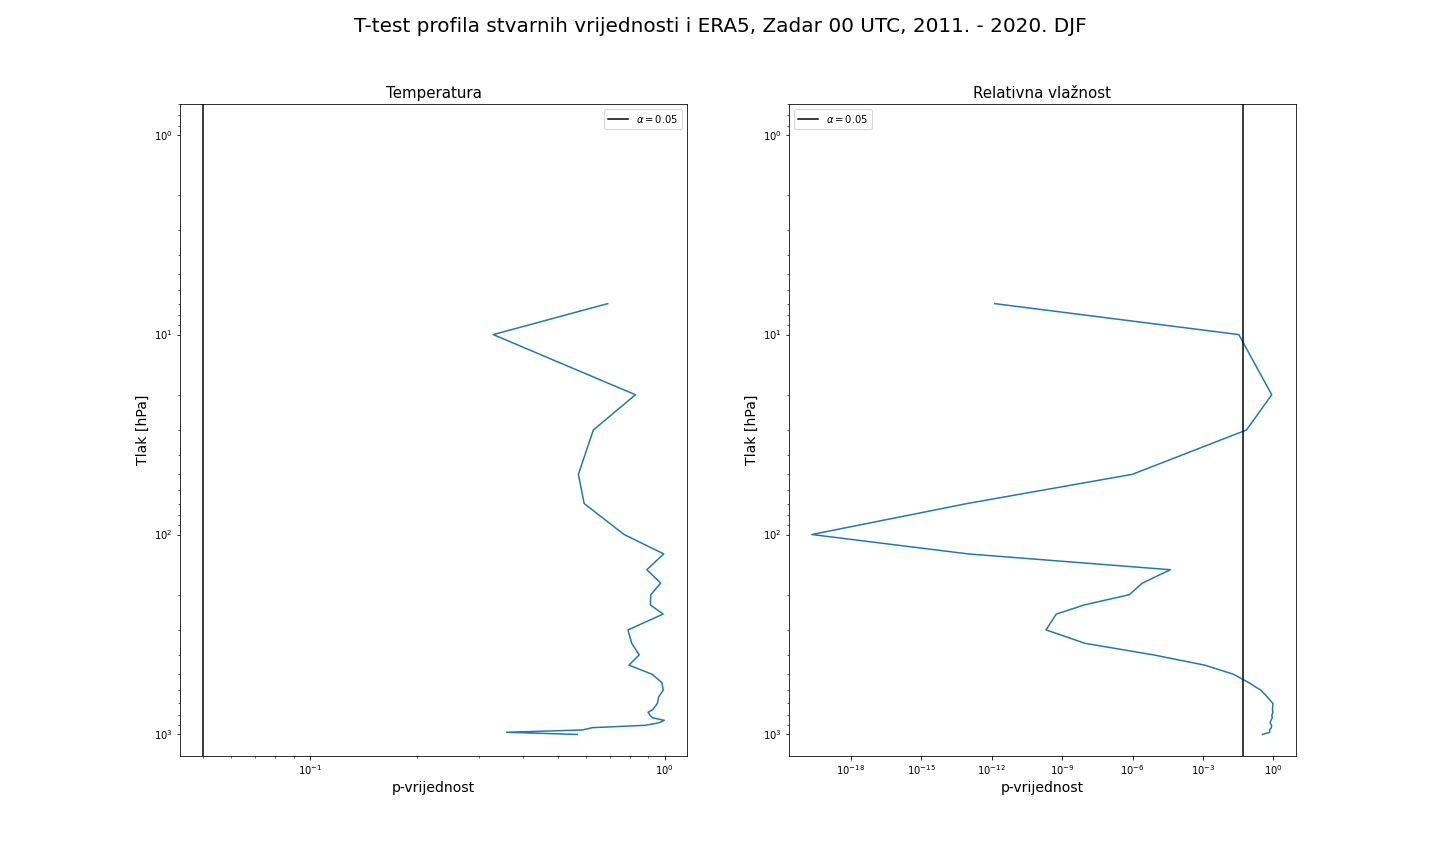 T-test profila stvarnih vrijednosti i ERA5, Zadar 00 UTC, 2011. - 2020. DJF
Temperatura
α = 0.05
10⁰
10¹
10²
10³
Tlak [hPa]
10⁻¹
10⁰
p-vrijednost
Relativna vlažnost
α = 0.05
10⁰
10¹
10²
10³
Tlak [hPa]
10⁻¹⁸
10⁻¹⁵
10⁻¹²
10⁻⁹
10⁻⁶
10⁻³
10⁰
p-vrijednost